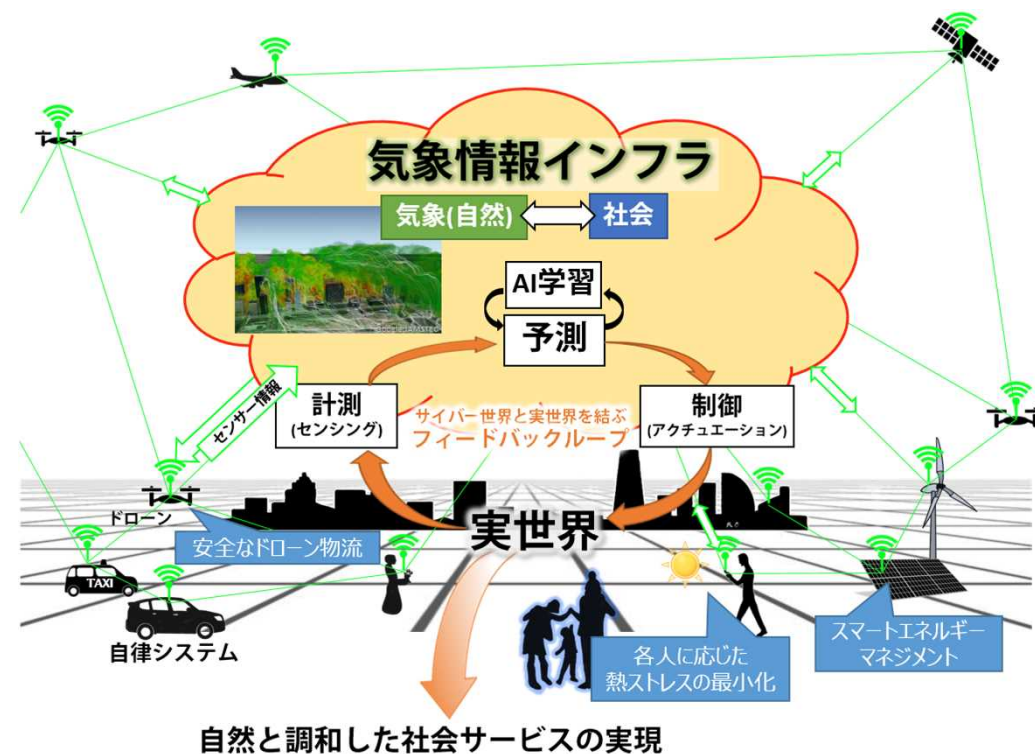 気象情報インフラ
気象(自然)
社会
AI学習
予測
計測
(センシング)
サイバー世界と実世界を結ぶ
フィードバックループ
制御
(アクチュエーション)
センサー情報
ドローン
安全なドローン物流
実世界
TAXI
自律システム
各人に応じた
熱ストレスの最小化
スマートエネルギー
マネジメント
自然と調和した社会サービスの実現